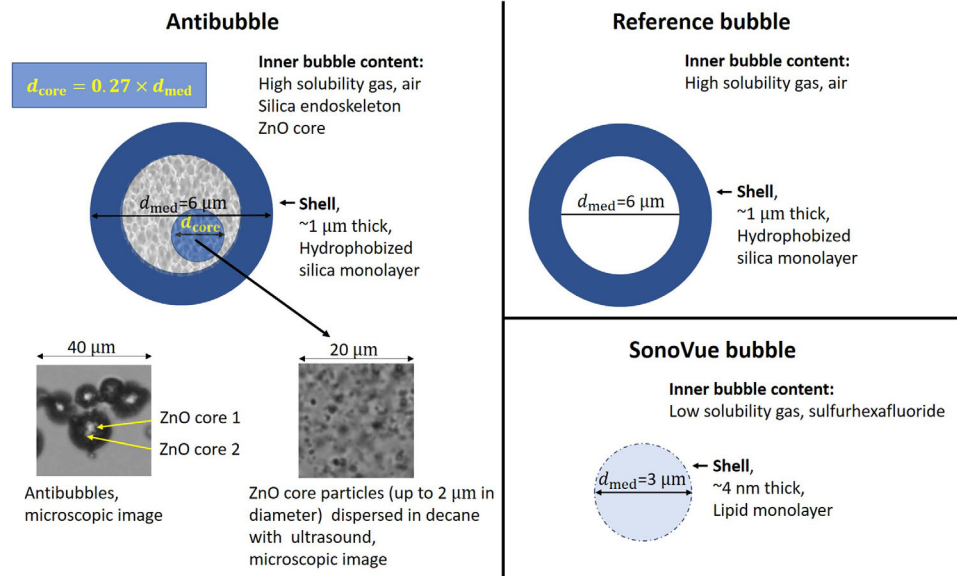 Antibubble
Inner bubble content:
High solubility gas, air
Silica endoskeleton
ZnO core
d_core = 0.27 × d_med
d_med=6 μm
d_core
Shell,
~1 μm thick,
Hydrophobized
silica monolayer
40 μm
ZnO core 1
ZnO core 2
Antibubbles,
microscopic image
20 μm
ZnO core particles (up to 2 μm in
diameter) dispersed in decane
with ultrasound,
microscopic image
Reference bubble
Inner bubble content:
High solubility gas, air
d_med=6 μm
Shell,
~1 μm thick,
Hydrophobized
silica monolayer
SonoVue bubble
Inner bubble content:
Low solubility gas, sulfurhexafluoride
d_med=3 μm
Shell,
~4 nm thick,
Lipid monolayer